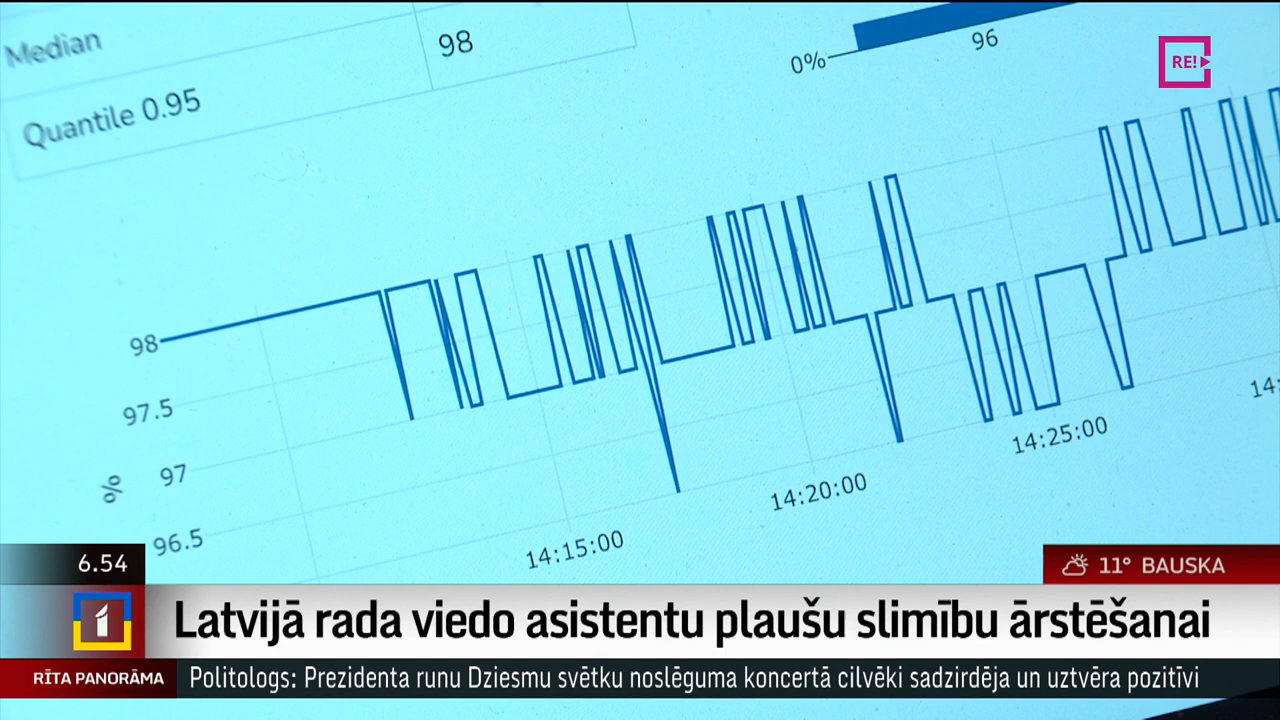 Median
98
Quantile 0.95
0%
96
RE!
98
97.5
97
96.5
%
14:15:00
14:20:00
14:25:00
14:
6.54
11° BAUSKA
1
Latvijā rada viedo asistentu plaušu slimību ārstēšanai
RĪTA PANORĀMA
Politologs: Prezidenta runu Dziesmu svētku noslēguma koncertā cilvēki sadzirdēja un uztvēra pozitīvi